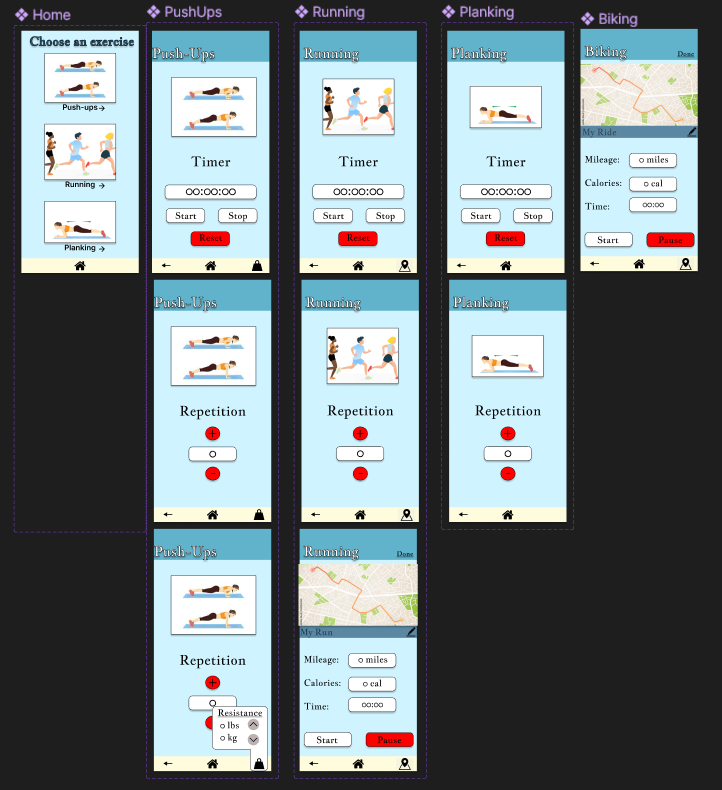 Home
PushUps
Running
Planking
Biking
Choose an exercise
Push-ups →
Running →
Planking →
Push-Ups
Timer
00:00:00
Start Stop
Reset
Push-Ups
Repetition
+
0
-
Push-Ups
Repetition
+
0
Resistance
0 lbs
0 kg
Running
Timer
00:00:00
Start Stop
Reset
Running
Repetition
+
0
-
Running
Done
My Run
Mileage: 0 miles
Calories: 0 cal
Time: 00:00
Start Pause
Planking
Timer
00:00:00
Start Stop
Reset
Planking
Repetition
+
0
-
Biking
Done
My Ride
Mileage: 0 miles
Calories: 0 cal
Time: 00:00
Start Pause